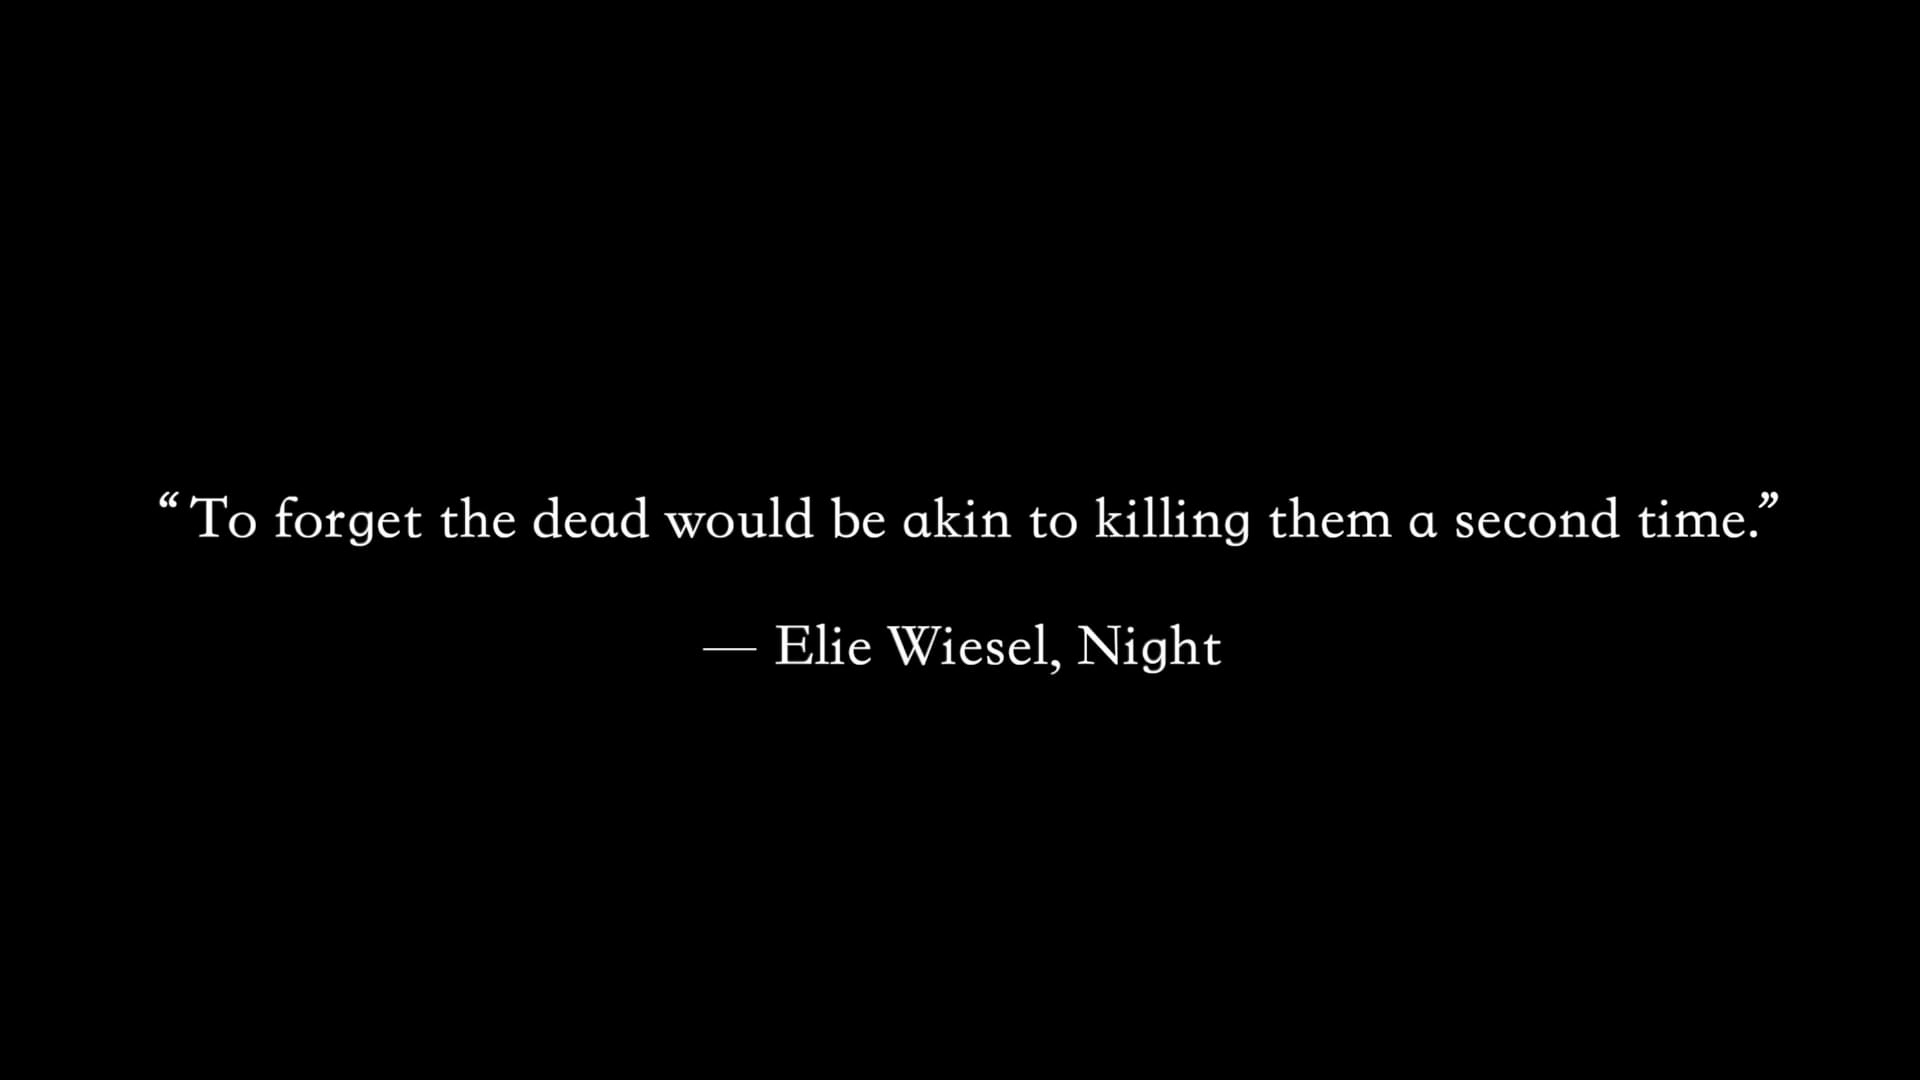 “To forget the dead would be akin to killing them a second time.”
— Elie Wiesel, Night